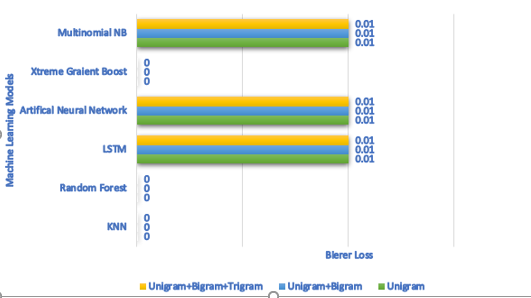 Machine Learning Models
Multinomial NB
0.01
0.01
0.01
Xtreme Graient Boost
0
0
0
Artifical Neural Network
0.01
0.01
0.01
LSTM
0.01
0.01
0.01
Random Forest
0
0
0
KNN
0
0
0
Blerer Loss
Unigram+Bigram+Trigram Unigram+Bigram Unigram